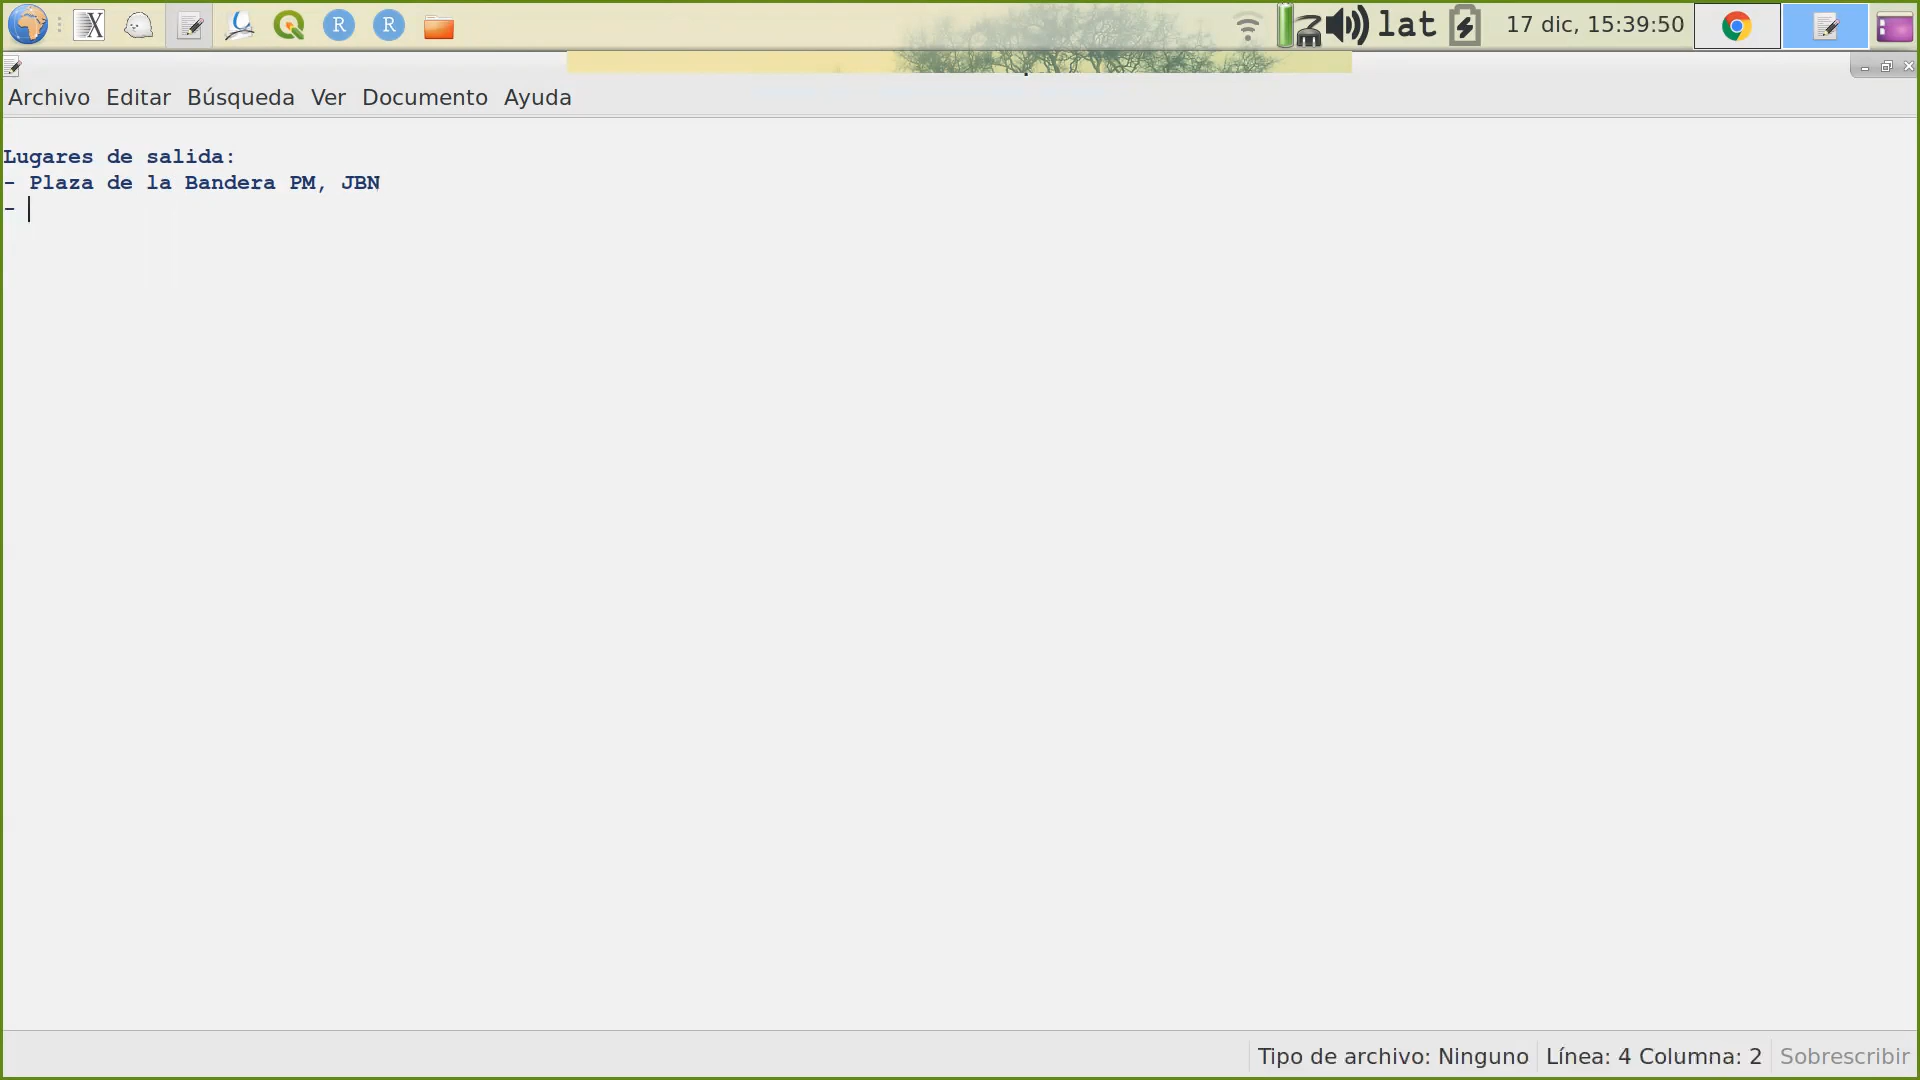 lat 17 dic, 15:39:50
Archivo Editar Búsqueda Ver Documento Ayuda
Lugares de salida:
- Plaza de la Bandera PM, JBN
-
Tipo de archivo: Ninguno Línea: 4 Columna: 2 Sobrescribir